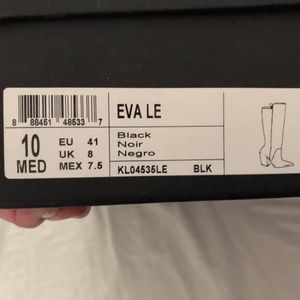 EVA LE
8 88451 48533 7
10 MED
EU 41
UK 8
MEX 7.5
Black
Noir
Negro
KL04535LE BLK